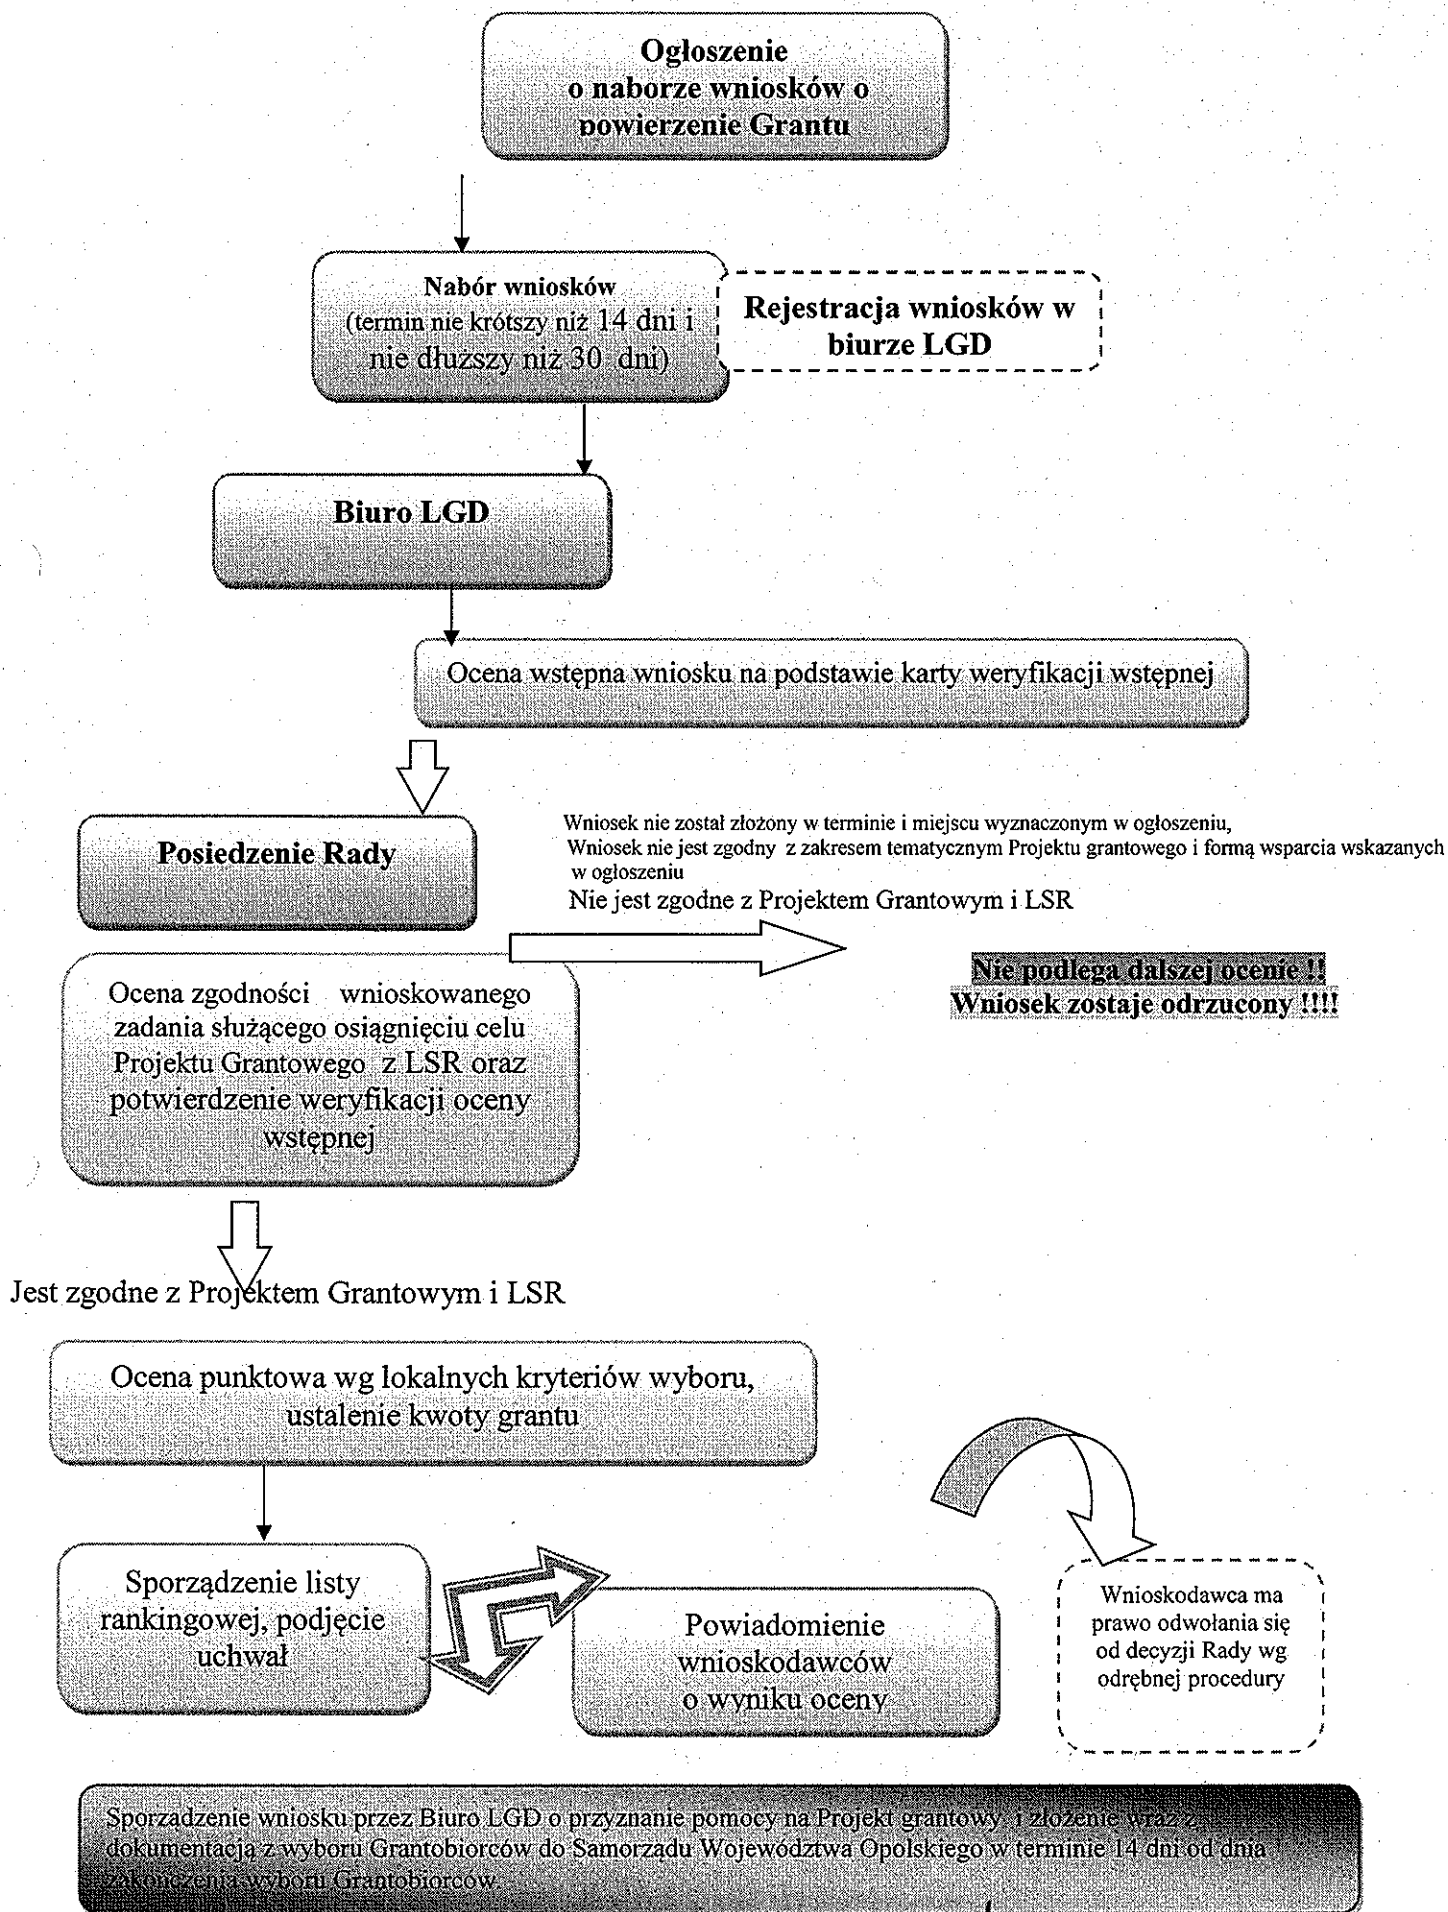 Ogłoszenie
o naborze wniosków o
powierzenie Grantu
Nabór wniosków
(termin nie krótszy niż 14 dni i
nie dłuższy niż 30 dni)
Rejestracja wniosków w
biurze LGD
Biuro LGD
Ocena wstępna wniosku na podstawie karty weryfikacji wstępnej
Posiedzenie Rady
Wniosek nie został złożony w terminie i miejscu wyznaczonym w ogłoszeniu,
Wniosek nie jest zgodny z zakresem tematycznym Projektu grantowego i formą wsparcia wskazanych
w ogłoszeniu
Nie jest zgodne z Projektem Grantowym i LSR
Nie podlega dalszej ocenie !!
Wniosek zostaje odrzucony !!!!
Ocena zgodności wnioskowanego
zadania służącego osiągnięciu celu
Projektu Grantowego z LSR oraz
potwierdzenie weryfikacji oceny
wstępnej
Jest zgodne z Projektem Grantowym i LSR
Ocena punktowa wg lokalnych kryteriów wyboru,
ustalenie kwoty grantu
Sporządzenie listy
rankingowej, podjęcie
uchwał
Powiadomienie
wnioskodawców
o wyniku oceny
Wnioskodawca ma
prawo odwołania się
od decyzji Rady wg
odrębnej procedury
Sporządzenie wniosku przez Biuro LGD o przyznanie pomocy na Projekt grantowy i złożenie wraz z
dokumentacją z wyboru Grantobiorców do Samorządu Województwa Opolskiego w terminie 14 dni od dnia
zakończenia wyboru Grantobiorców.